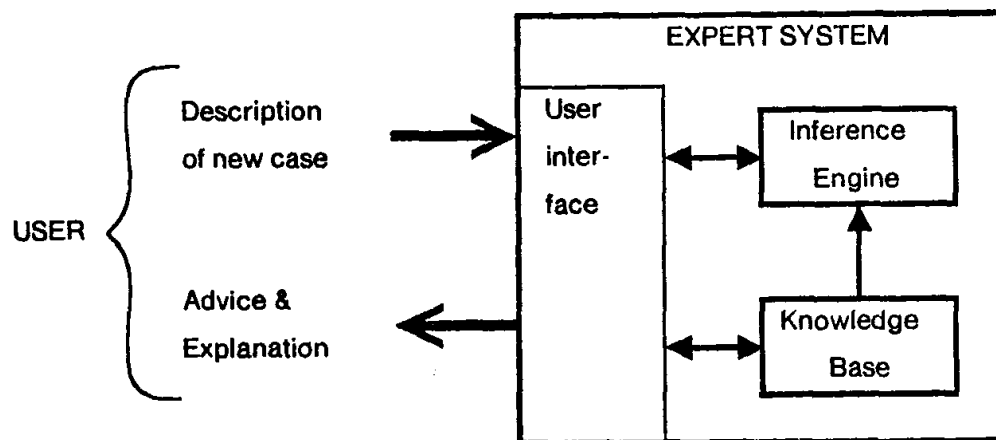 EXPERT SYSTEM
USER
Description
of new case
Advice &
Explanation
User
inter-
face
Inference
Engine
Knowledge
Base